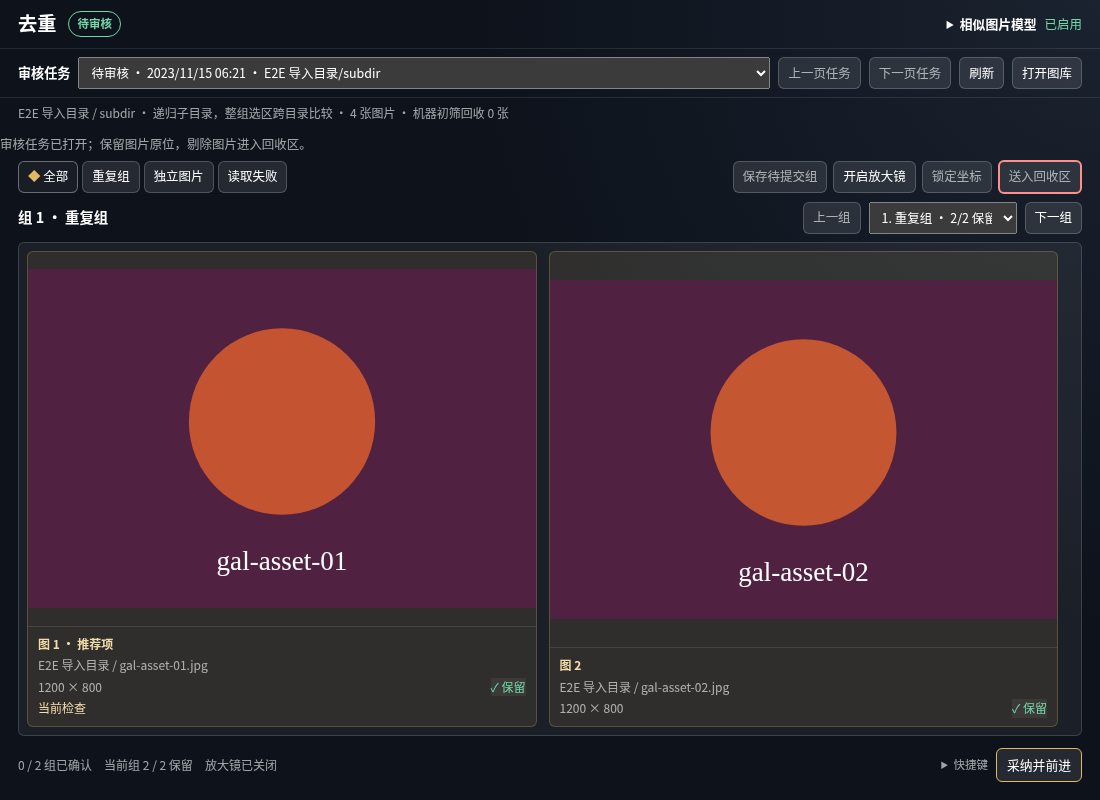 去重 待审核 ▶ 相似图片模型 已启用
审核任务 待审核 · 2023/11/15 06:21 · E2E 导入目录/subdir 上一页任务 下一页任务 刷新 打开图库
E2E 导入目录 / subdir · 递归子目录，整组选区跨目录比较 · 4 张图片 · 机器初筛回收 0 张
审核任务已打开；保留图片原位，剔除图片进入回收区。
全部 重复组 独立图片 读取失败 保存待提交组 开启放大镜 锁定坐标 送入回收区
组 1 · 重复组 上一组 1. 重复组 · 2/2 保留 下一组
gal-asset-01
gal-asset-02
图 1 · 推荐项
E2E 导入目录 / gal-asset-01.jpg
1200 × 800 ✓ 保留
当前检查
图 2
E2E 导入目录 / gal-asset-02.jpg
1200 × 800 ✓ 保留
0 / 2 组已确认 当前组 2 / 2 保留 放大镜已关闭 ▶ 快捷键 采纳并前进